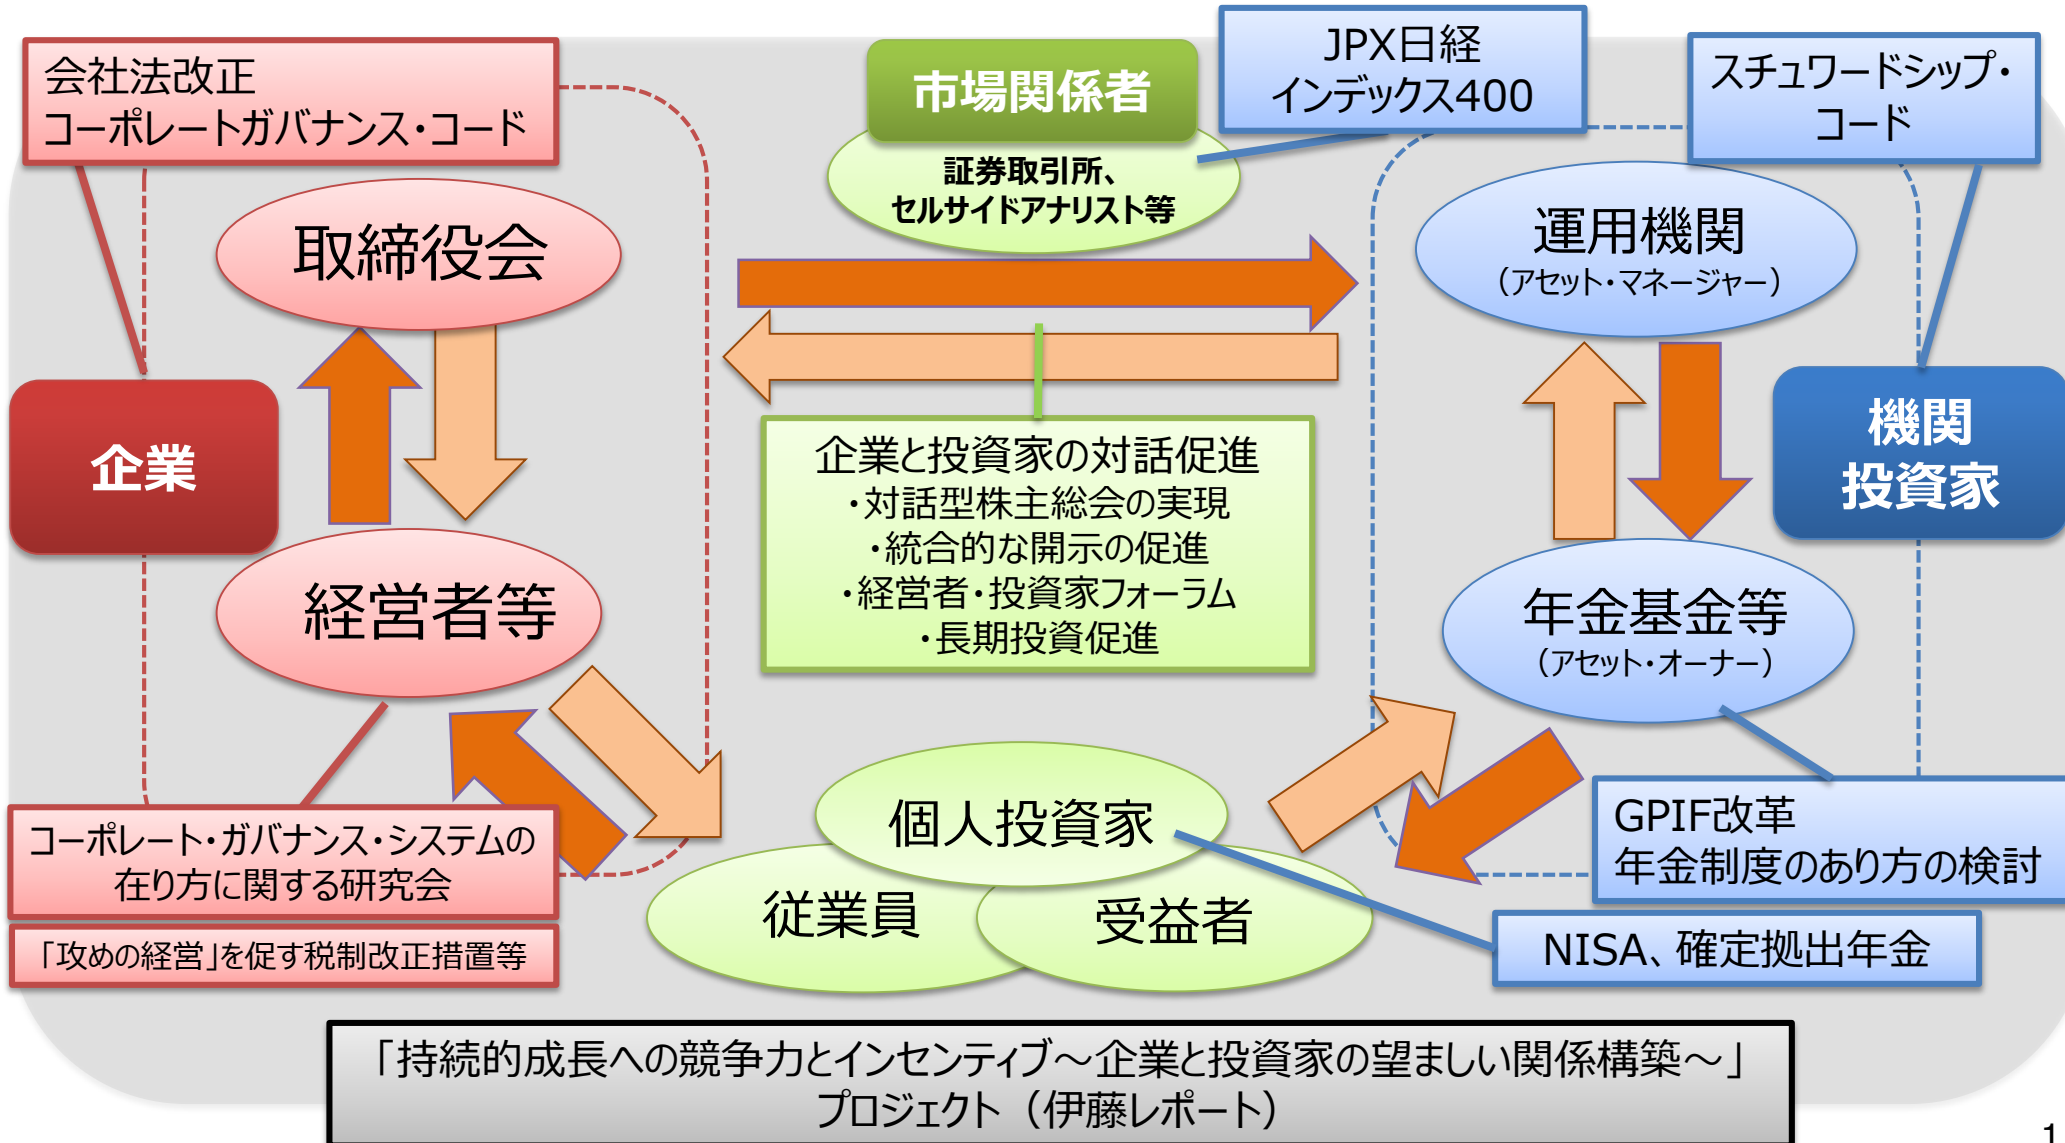 会社法改正
コーポレートガバナンス・コード
市場関係者
証券取引所、
セルサイドアナリスト等
JPX日経
インデックス400
スチュワードシップ・
コード
取締役会
運用機関
（アセット・マネージャー）
企業
機関
投資家
企業と投資家の対話促進
・対話型株主総会の実現
・統合的な開示の促進
・経営者・投資家フォーラム
・長期投資促進
経営者等
年金基金等
（アセット・オーナー）
コーポレート・ガバナンス・システムの
在り方に関する研究会
「攻めの経営」を促す税制改正措置等
個人投資家
従業員
受益者
GPIF改革
年金制度のあり方の検討
NISA、確定拠出年金
「持続的成長への競争力とインセンティブ～企業と投資家の望ましい関係構築～」
プロジェクト（伊藤レポート）
1